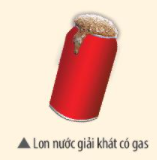 ▲ Lon nước giải khát có gas